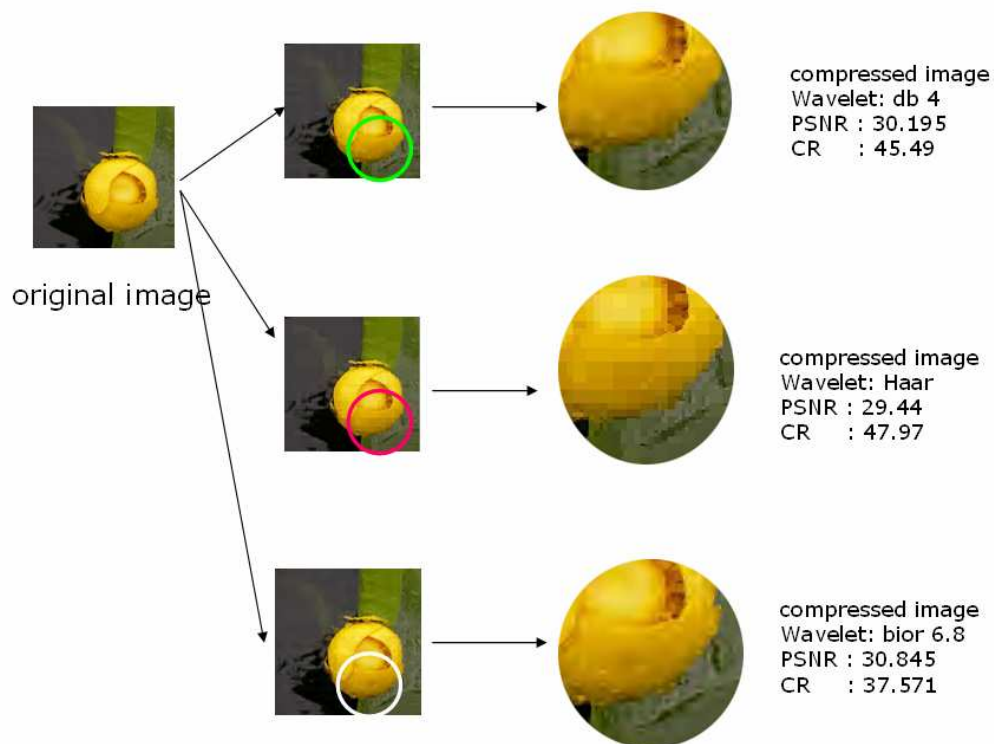 original image
compressed image
Wavelet: db 4
PSNR : 30.195
CR : 45.49
compressed image
Wavelet: Haar
PSNR : 29.44
CR : 47.97
compressed image
Wavelet: bior 6.8
PSNR : 30.845
CR : 37.571